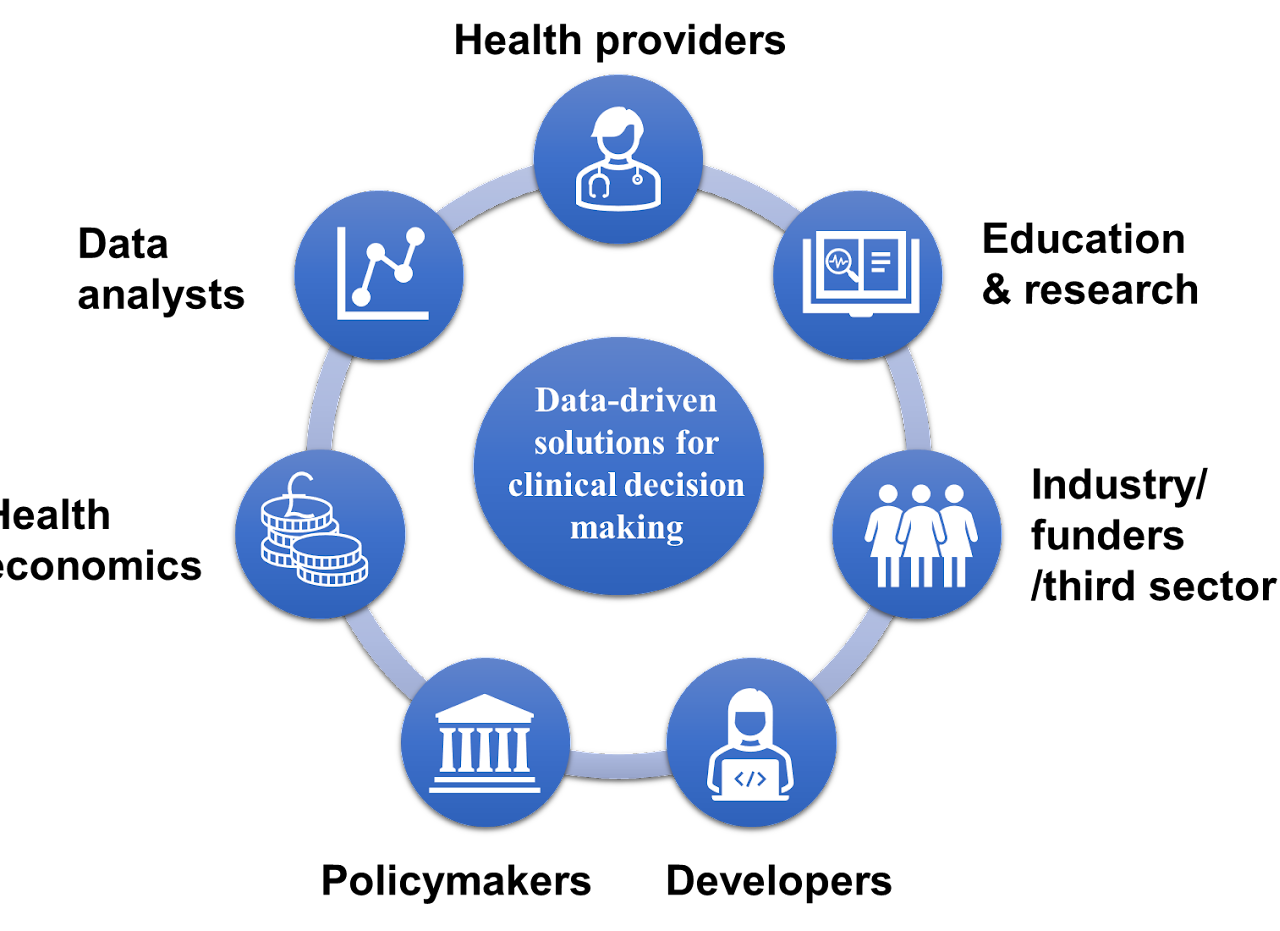 Health providers
Data
analysts
Education
& research
Data-driven
solutions for
clinical decision
making
Health
economics
Industry/
funders
/third sector
£
</>
Policymakers
Developers